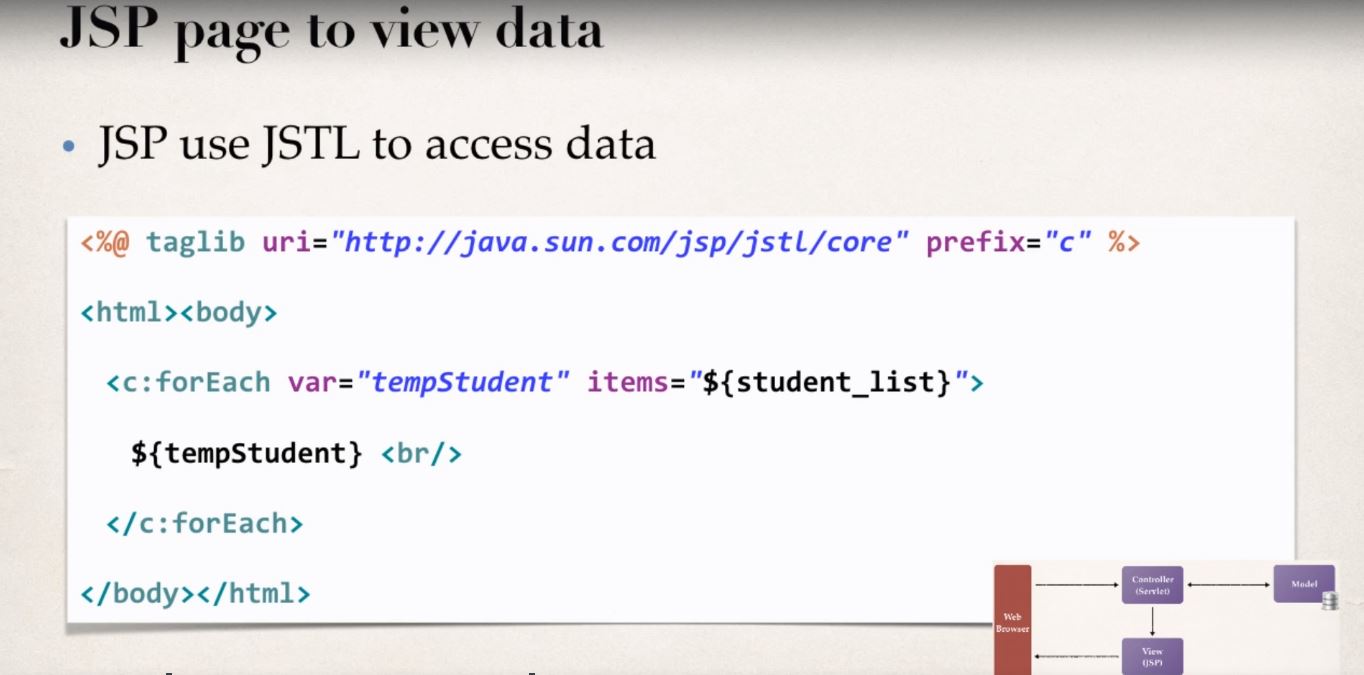 JSP page to view data
• JSP use JSTL to access data
<%@ taglib uri="http://java.sun.com/jsp/jstl/core" prefix="c" %>
<html><body>
<c:forEach var="tempStudent" items="${student_list}">
${tempStudent} <br/>
</c:forEach>
</body></html>
Web
Browser
Controller
(Servlet)
Model
View
(JSP)